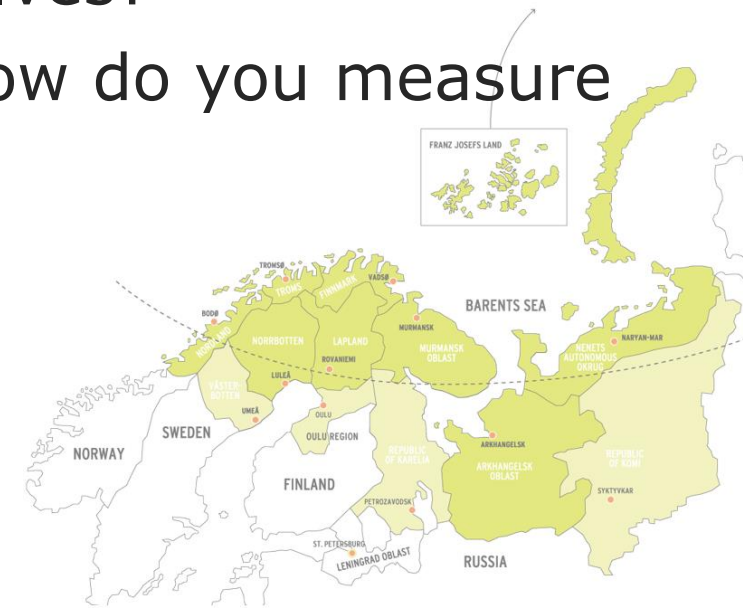 ow do you measure
FRANZ JOSEFS LAND
TROMSØ
TROMS
FINNMARK
VADSØ
BARENTS SEA
BODØ
NORDLAND
MURMANSK
NORRBOTTEN
LAPLAND
MURMANSK
OBLAST
NARYAN-MAR
NENETS
AUTONOMOUS
OKRUG
ROVANIEMI
LULEÅ
VÄSTER-
BOTTEN
UMEÅ
OULU
OULU REGION
SWEDEN
NORWAY
ARKHANGELSK
REPUBLIC
OF KARELIA
ARKHANGELSK
OBLAST
REPUBLIC
OF KOMI
FINLAND
SYKTYVKAR
PETROZAVODSK
ST. PETERSBURG
LENINGRAD OBLAST
RUSSIA